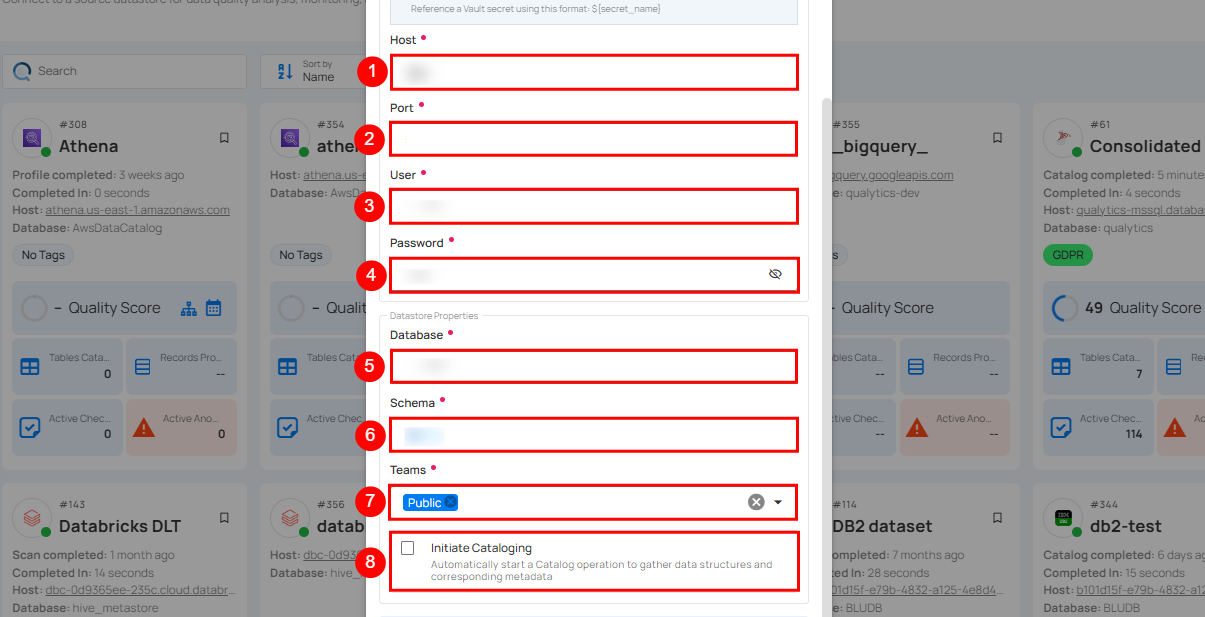 Connect to a source datastore for data quality analysis, monitoring,
Search
Sort by
Name
#308
Athena
Profile completed: 3 weeks ago
Completed In: 0 seconds
Host: athena.us-east-1.amazonaws.com
Database: AwsDataCatalog
No Tags
– Quality Score
Tables Cata...
0
Records Pro...
--
Active Chec...
0
Active Ano...
0
#354
Host: athena.us-e
Database: AwsDa
No Tags
– Quality Score
Tables Cata
Active Chec
Reference a Vault secret using this format: ${secret_name}
Host
1
Port
2
User
3
Password
4
Datastore Properties
Database
5
Schema
6
Teams
7
Public
8
Initiate Cataloging
Automatically start a Catalog operation to gather data structures and
corresponding metadata
#355
_bigquery_
gquery.googleapis.com
e: qualytics-dev
s
Quality Score
bles Cata...
--
Records Pro...
--
ctive Chec...
--
Active Ano...
--
#61
Consolidated
Catalog completed: 5 minute
Completed In: 4 seconds
Host: qualytics-mssql.databas
Database: qualytics
GDPR
49 Quality Score
Tables Cata...
7
Rec
Active Chec...
114
Ac
#143
Databricks DLT
Scan completed: 1 month ago
Completed In: 14 seconds
Host: dbc-0d9365ee-235c.cloud.databr...
Database: hive_metastore
#356
datab
Host: dbc-0d936
Database: hive_
#114
DB2 dataset
ompleted: 7 months ago
ted In: 28 seconds
01d15f-e79b-4832-a125-4e8d4...
e: BLUDB
#344
db2-test
Catalog completed: 6 days ag
Completed In: 15 seconds
Host: b101d15f-e79b-4832-a12
Database: BLUDB